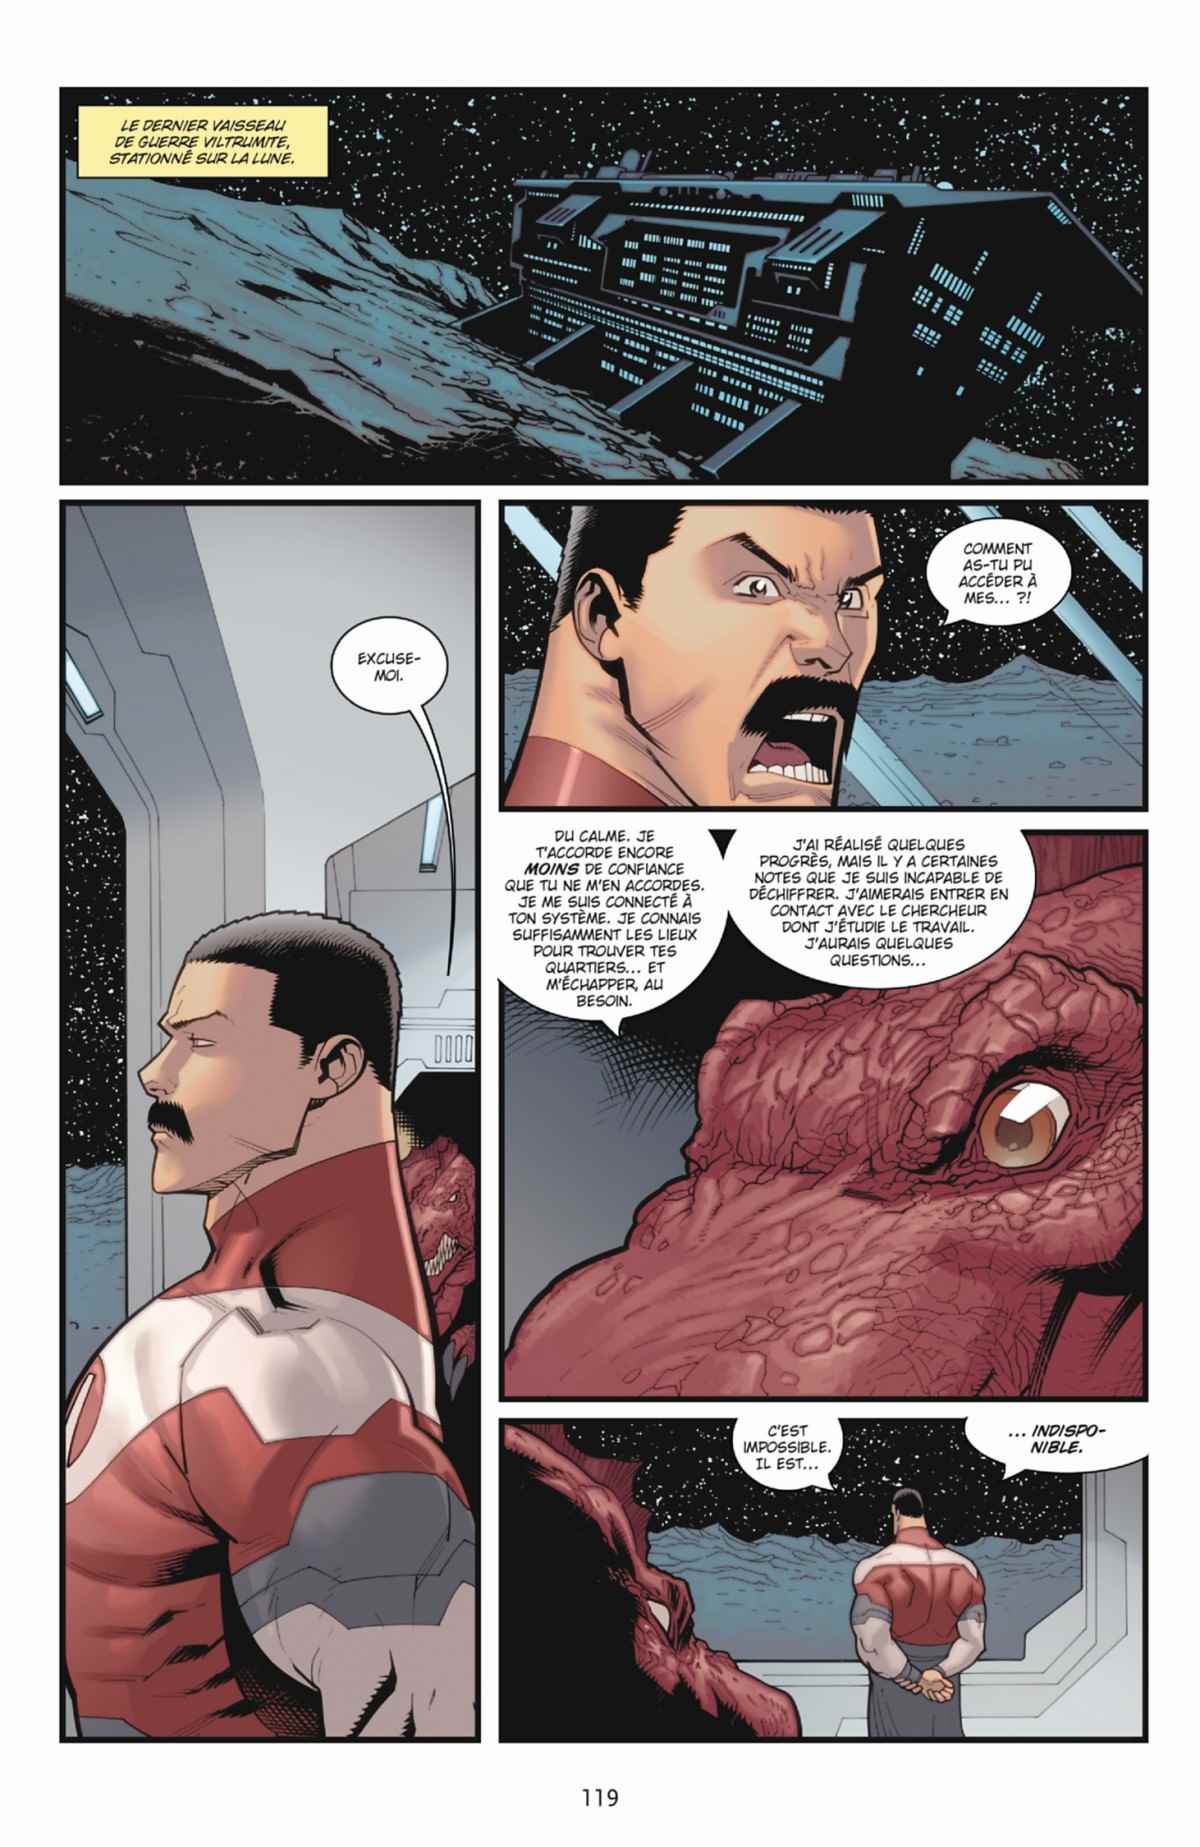 LE DERNIER VAISSEAU
DE GUERRE VILTRUMITE,
STATIONNÉ SUR LA LUNE.
EXCUSE-
MOI.
COMMENT
AS-TU PU
ACCÉDER À
MES... ?!
DU CALME. JE
T'ACCORDE ENCORE
MOINS DE CONFIANCE
QUE TU NE M'EN ACCORDES.
JE ME SUIS CONNECTÉ À
TON SYSTÈME. JE CONNAIS
SUFFISAMMENT LES LIEUX
POUR TROUVER TES
QUARTIERS... ET
M'ÉCHAPPER, AU
BESOIN.
J'AI RÉALISÉ QUELQUES
PROGRÈS, MAIS IL Y A CERTAINES
NOTES QUE JE SUIS INCAPABLE DE
DÉCHIFFRER. J'AIMERAIS ENTRER EN
CONTACT AVEC LE CHERCHEUR
DONT J'ÉTUDIE LE TRAVAIL.
J'AURAIS QUELQUES
QUESTIONS...
C'EST
IMPOSSIBLE.
IL EST...
... INDISPO-
NIBLE.
119